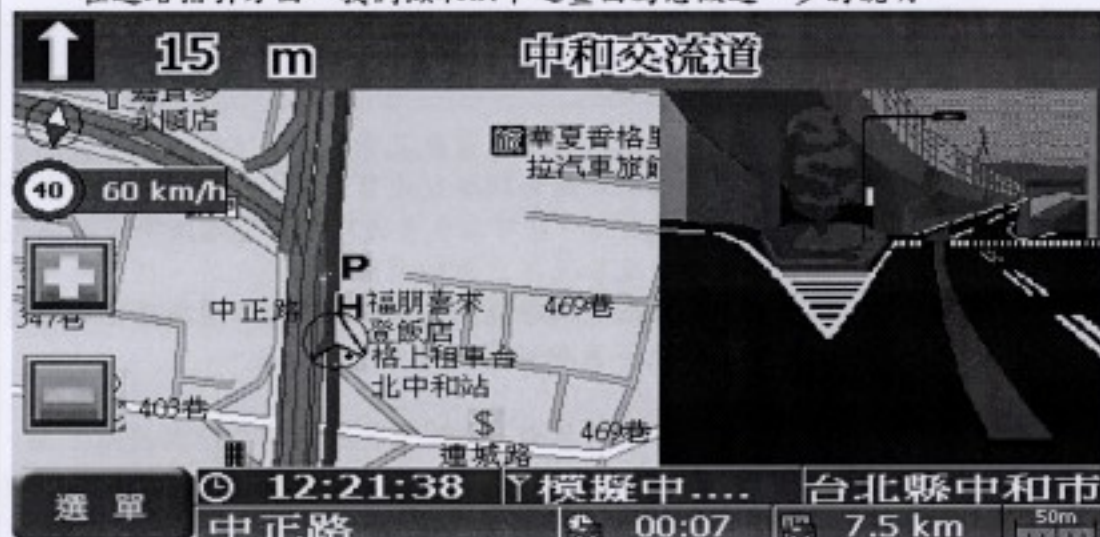 15 m 中和交流道
永順店
華夏香格里
拉汽車旅館
40 60 km/h
P
中正路 H 福朋喜來
登飯店
469巷
347巷
格上租車台
北中和站
403巷
$
469巷
連城路
選單
12:21:38 模擬中.... 台北縣中和市
中正路 00:07 7.5 km 50m